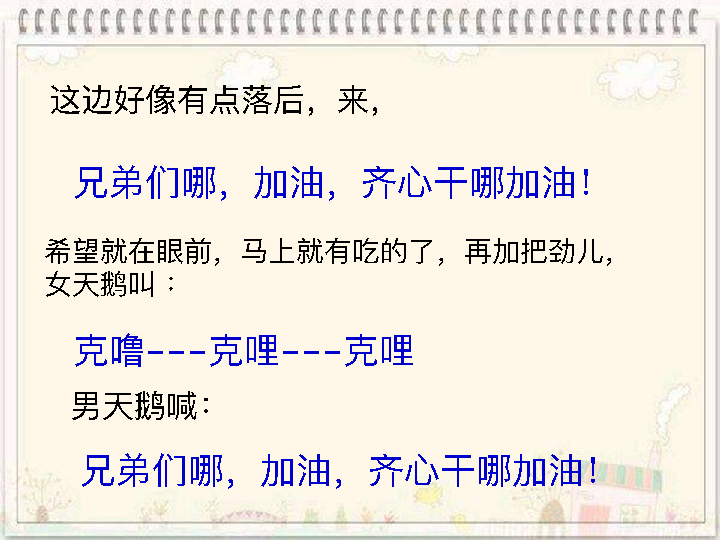 这边好像有点落后，来，
兄弟们哪，加油，齐心干哪加油！
希望就在眼前，马上就有吃的了，再加把劲儿，
女天鹅叫：
克噜---克哩---克哩
男天鹅喊：
兄弟们哪，加油，齐心干哪加油！